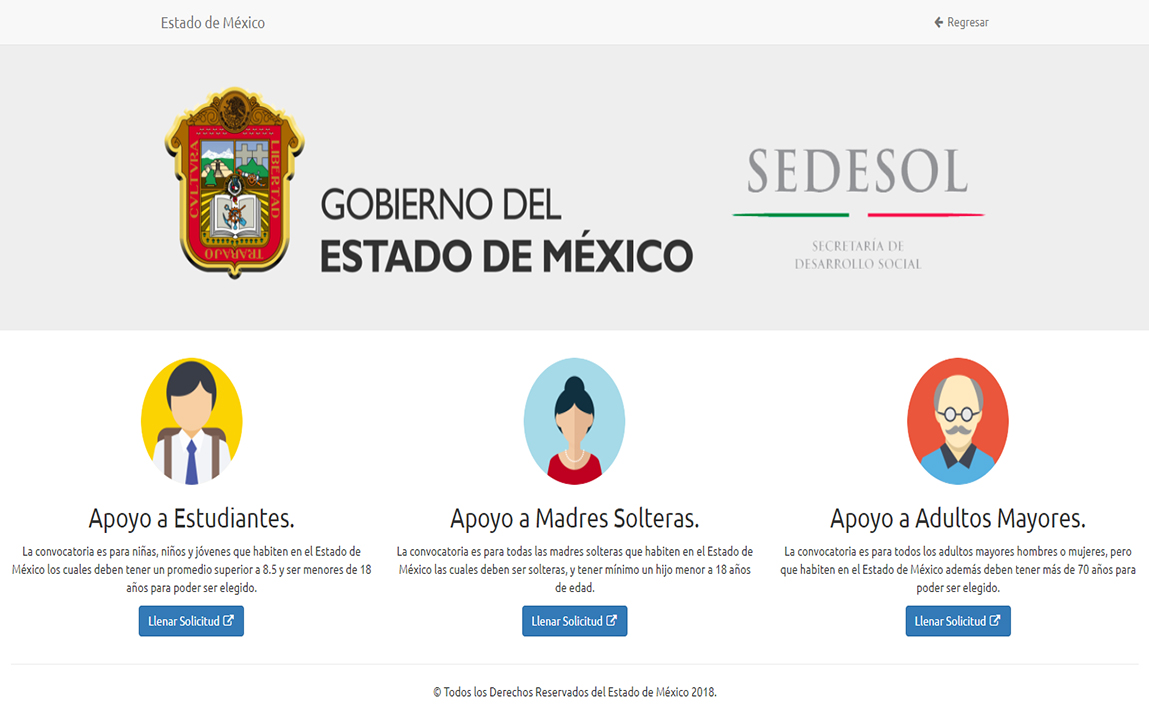 Estado de México
Regresar
CVLTVRA
LIBERTAD
TRABAJO
GOBIERNO DEL
ESTADO DE MÉXICO
SEDESOL
SECRETARÍA DE
DESARROLLO SOCIAL
Apoyo a Estudiantes.
La convocatoria es para niñas, niños y jóvenes que habiten en el Estado de
México los cuales deben tener un promedio superior a 8.5 y ser menores de 18
años para poder ser elegido.
Llenar Solicitud
Apoyo a Madres Solteras.
La convocatoria es para todas las madres solteras que habiten en el Estado de
México las cuales deben ser solteras, y tener mínimo un hijo menor a 18 años
de edad.
Llenar Solicitud
Apoyo a Adultos Mayores.
La convocatoria es para todos los adultos mayores hombres o mujeres, pero
que habiten en el Estado de México además deben tener más de 70 años para
poder ser elegido.
Llenar Solicitud
© Todos los Derechos Reservados del Estado de México 2018.